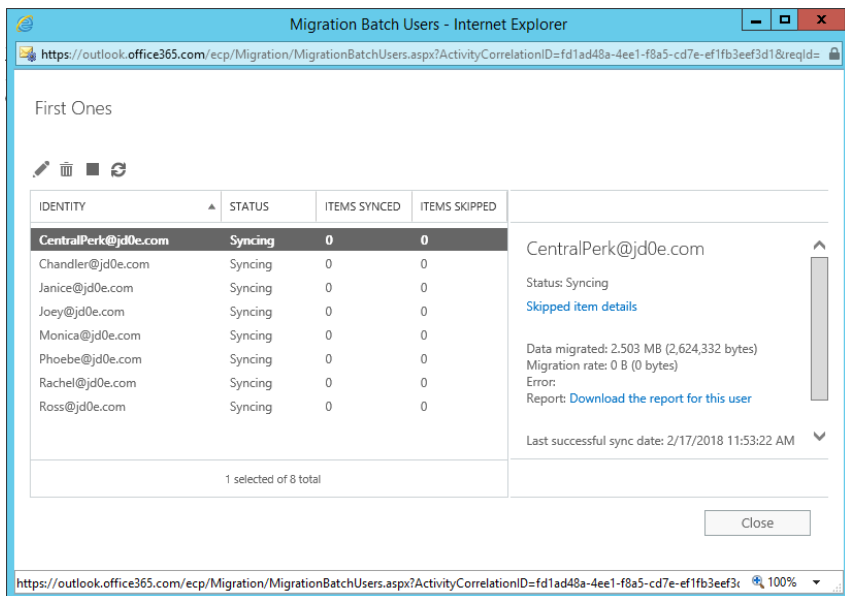 Migration Batch Users - Internet Explorer
https://outlook.office365.com/ecp/Migration/MigrationBatchUsers.aspx?ActivityCorrelationID=fd1ad48a-4ee1-f8a5-cd7e-ef1fb3eef3d1&reqId=
First Ones
IDENTITY STATUS ITEMS SYNCED ITEMS SKIPPED
CentralPerk@jd0e.com Syncing 0 0
Chandler@jd0e.com Syncing 0 0
Janice@jd0e.com Syncing 0 0
Joey@jd0e.com Syncing 0 0
Monica@jd0e.com Syncing 0 0
Phoebe@jd0e.com Syncing 0 0
Rachel@jd0e.com Syncing 0 0
Ross@jd0e.com Syncing 0 0
1 selected of 8 total
CentralPerk@jd0e.com
Status: Syncing
Skipped item details
Data migrated: 2.503 MB (2,624,332 bytes)
Migration rate: 0 B (0 bytes)
Error:
Report: Download the report for this user
Last successful sync date: 2/17/2018 11:53:22 AM
Close
https://outlook.office365.com/ecp/Migration/MigrationBatchUsers.aspx?ActivityCorrelationID=fd1ad48a-4ee1-f8a5-cd7e-ef1fb3eef3 100%